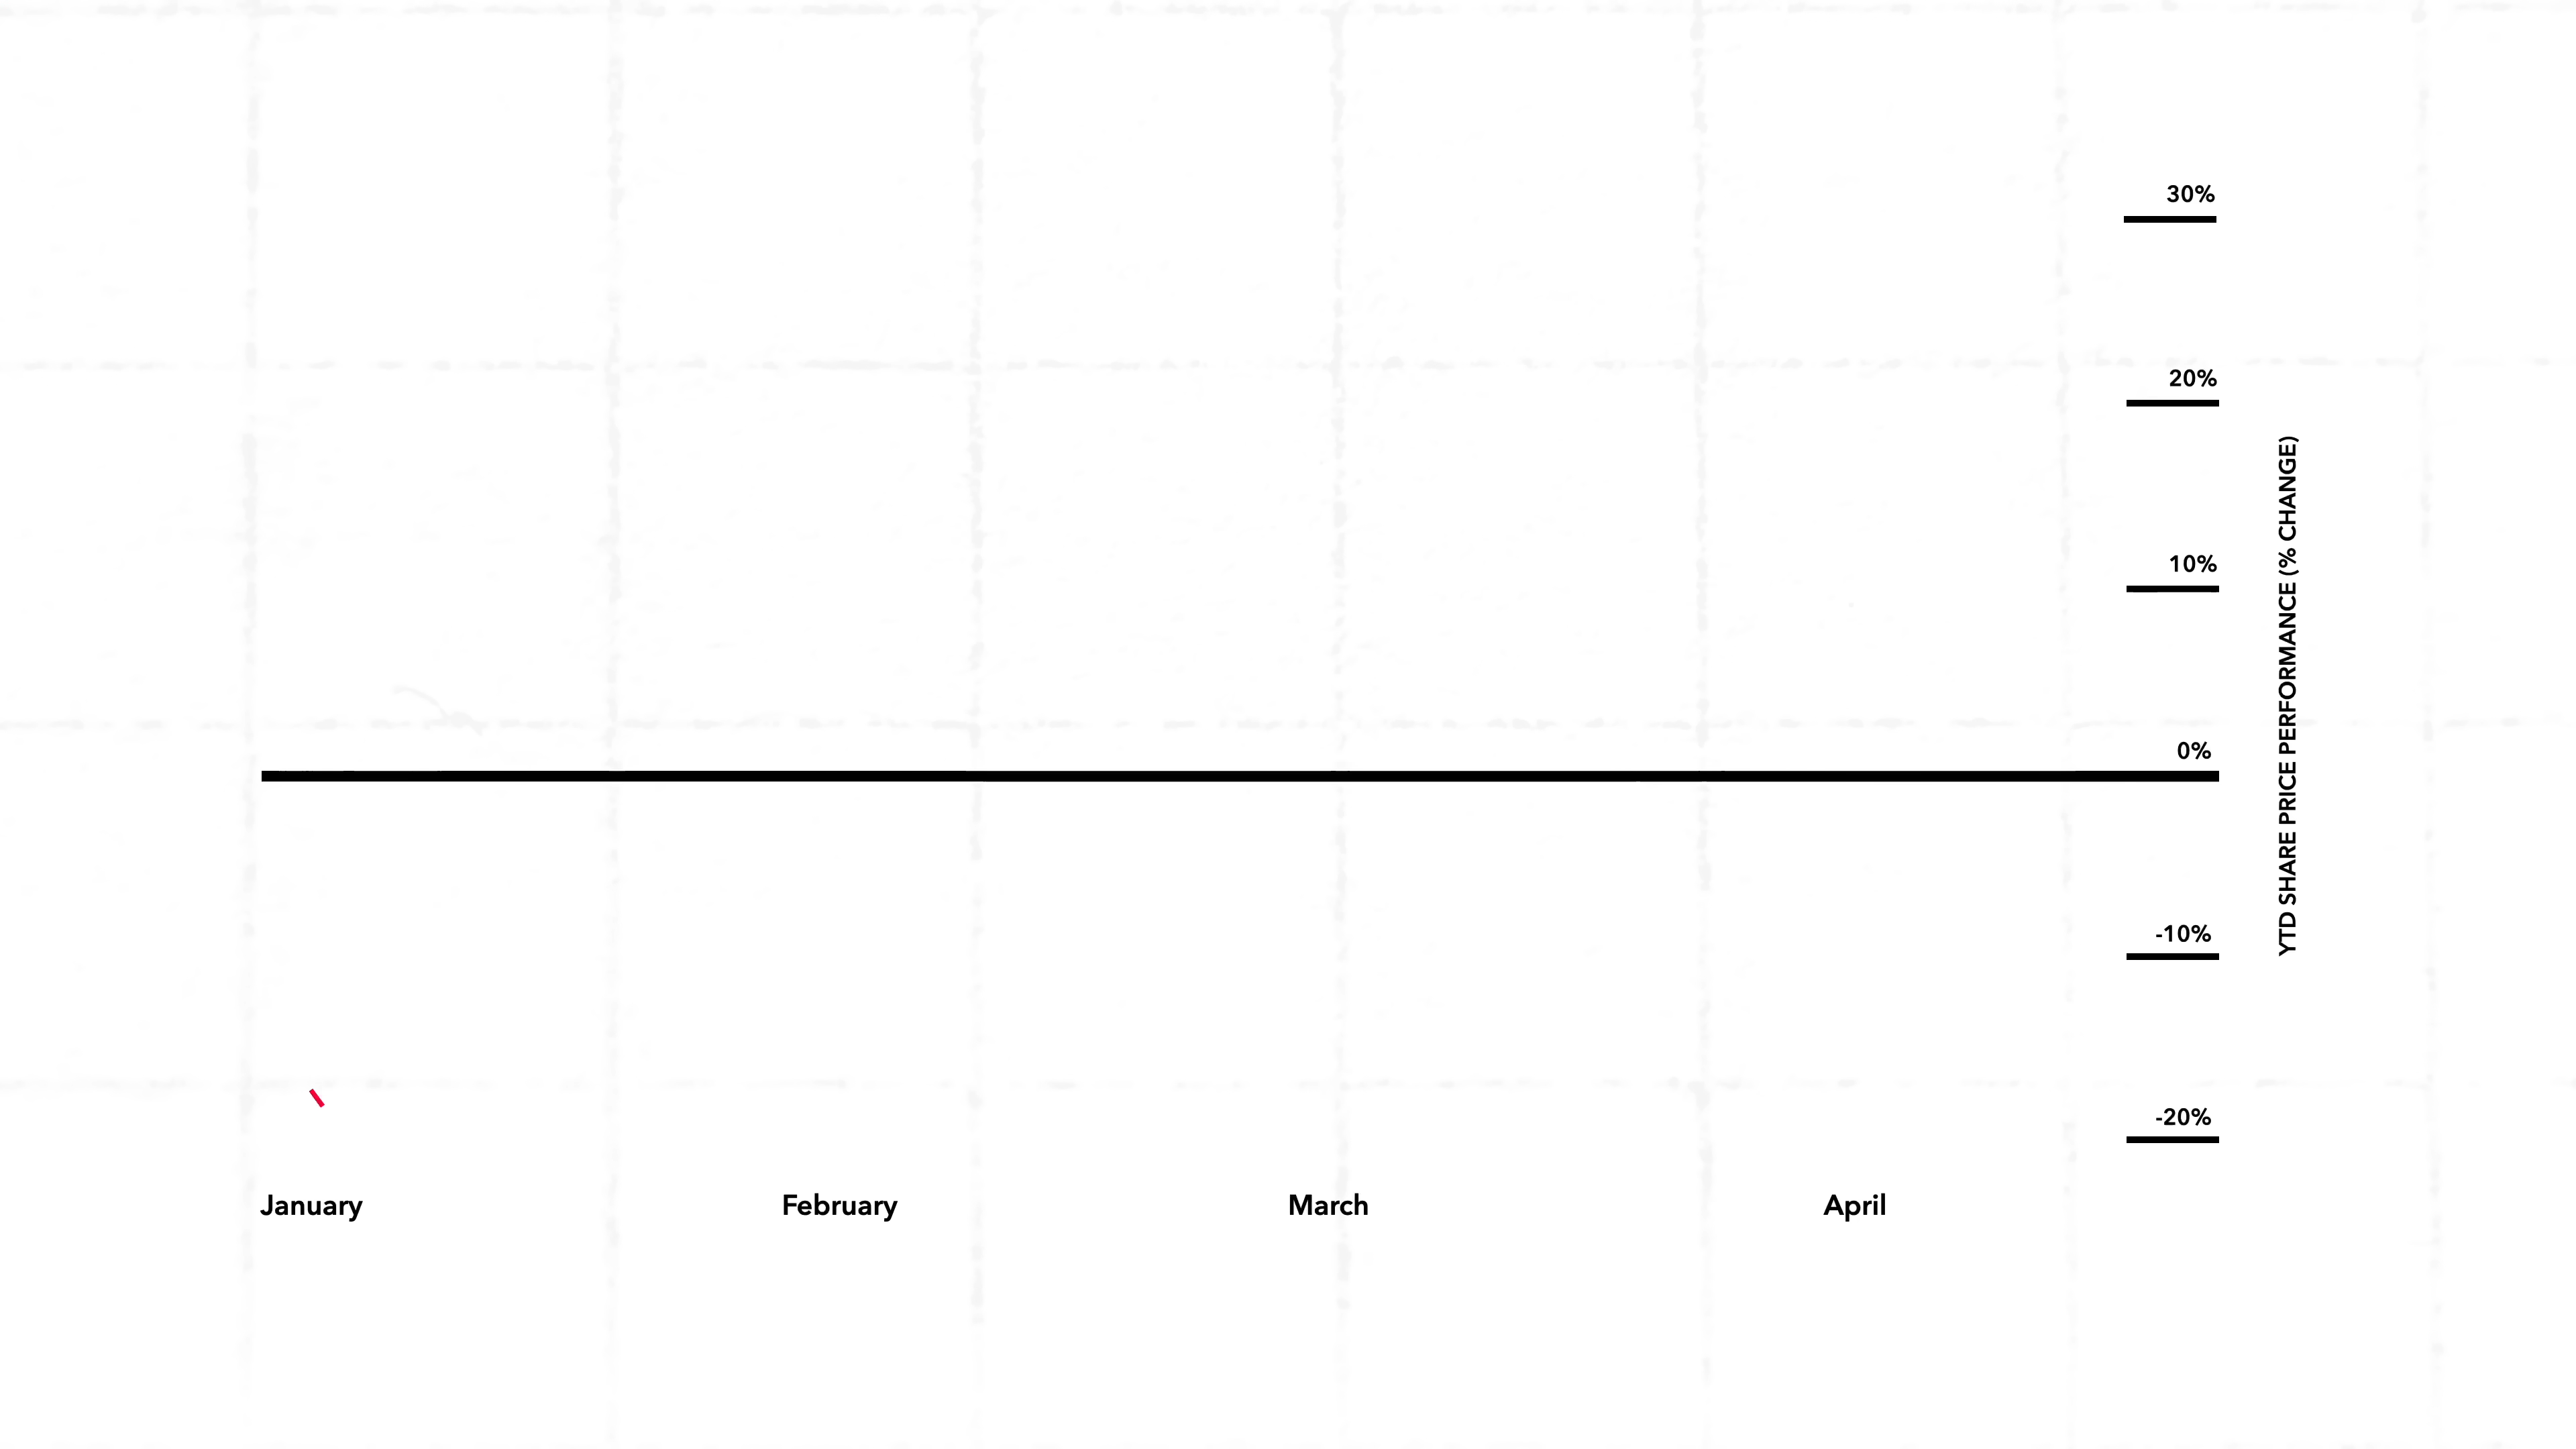 30%
20%
10%
0%
-10%
-20%
YTD SHARE PRICE PERFORMANCE (% CHANGE)
January
February
March
April